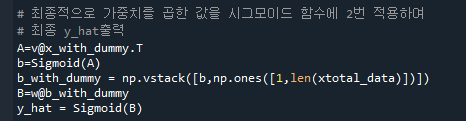 # 최종적으로 가중치를 곱한 값을 시그모이드 함수에 2번 적용하며
# 최종 y_hat출력
A=v@x_with_dummy.T
b=Sigmoid(A)
b_with_dummy = np.vstack([b,np.ones([1,len(xtotal_data)])])
B=w@b_with_dummy
y_hat = Sigmoid(B)